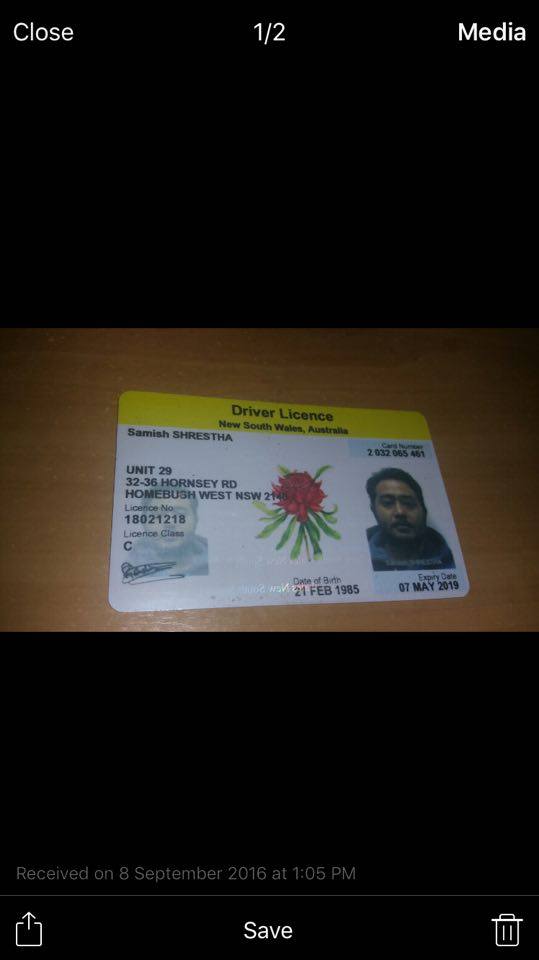 Close 1/2 Media
Driver Licence
New South Wales, Australia
Samish SHRESTHA
Card Number
2 032 065 461
UNIT 29
32-36 HORNSEY RD
HOMEBUSH WEST NSW 2140
Licence No
18021218
Licence Class
C
SAMISH SHRESTHA
Date of Birth
21 FEB 1985
Expiry Date
07 MAY 2019
Received on 8 September 2016 at 1:05 PM
Save